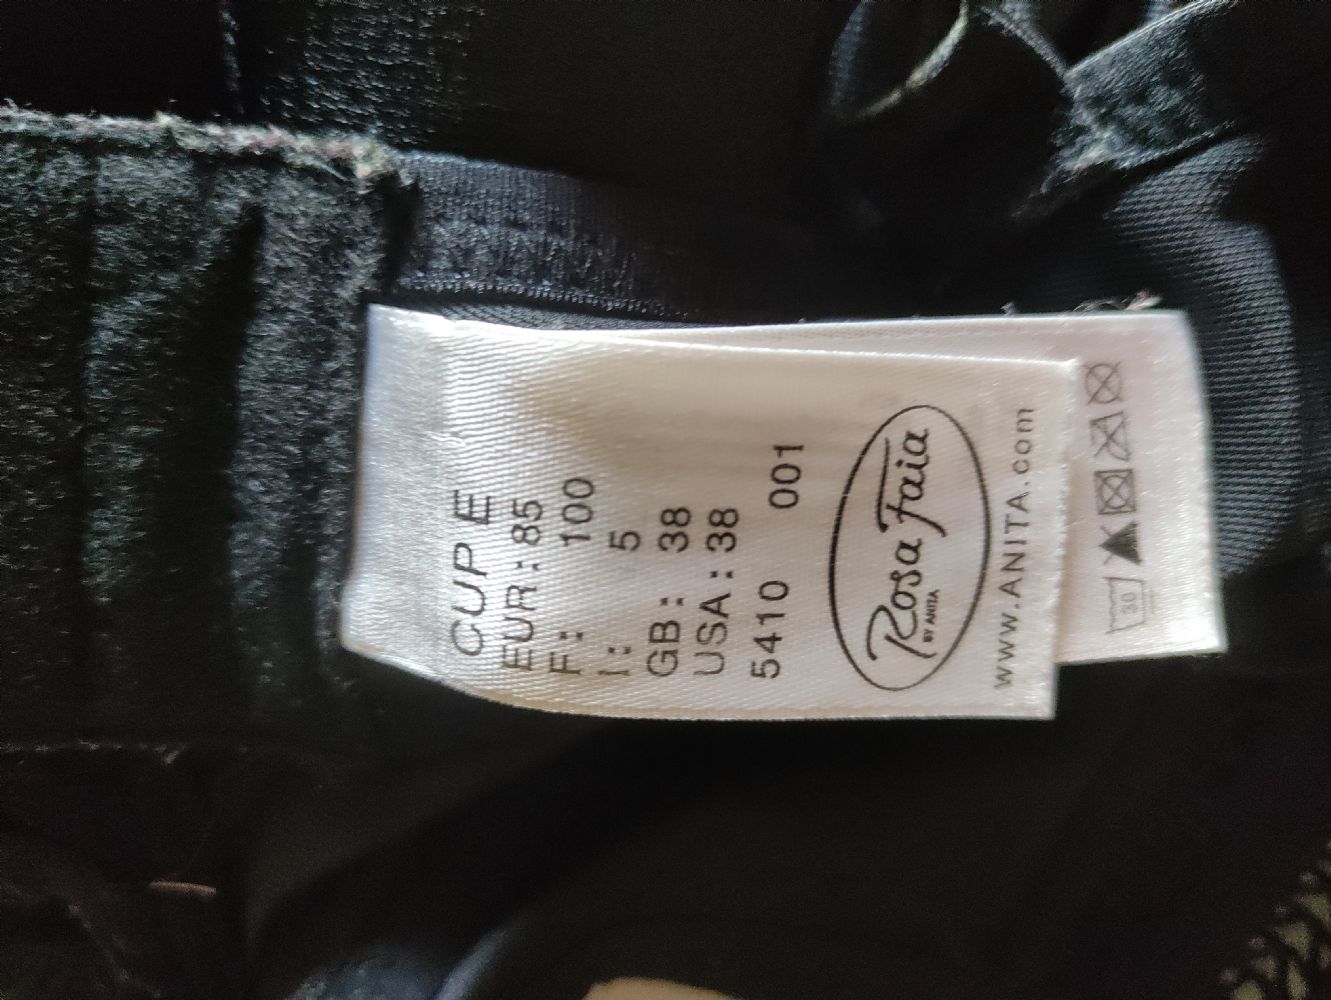 CUP E
EUR: 85
F: 100
I: 5
GB: 38
USA: 38
5410 001
Rosa Faia
BY ANITA
www.ANITA.com
30